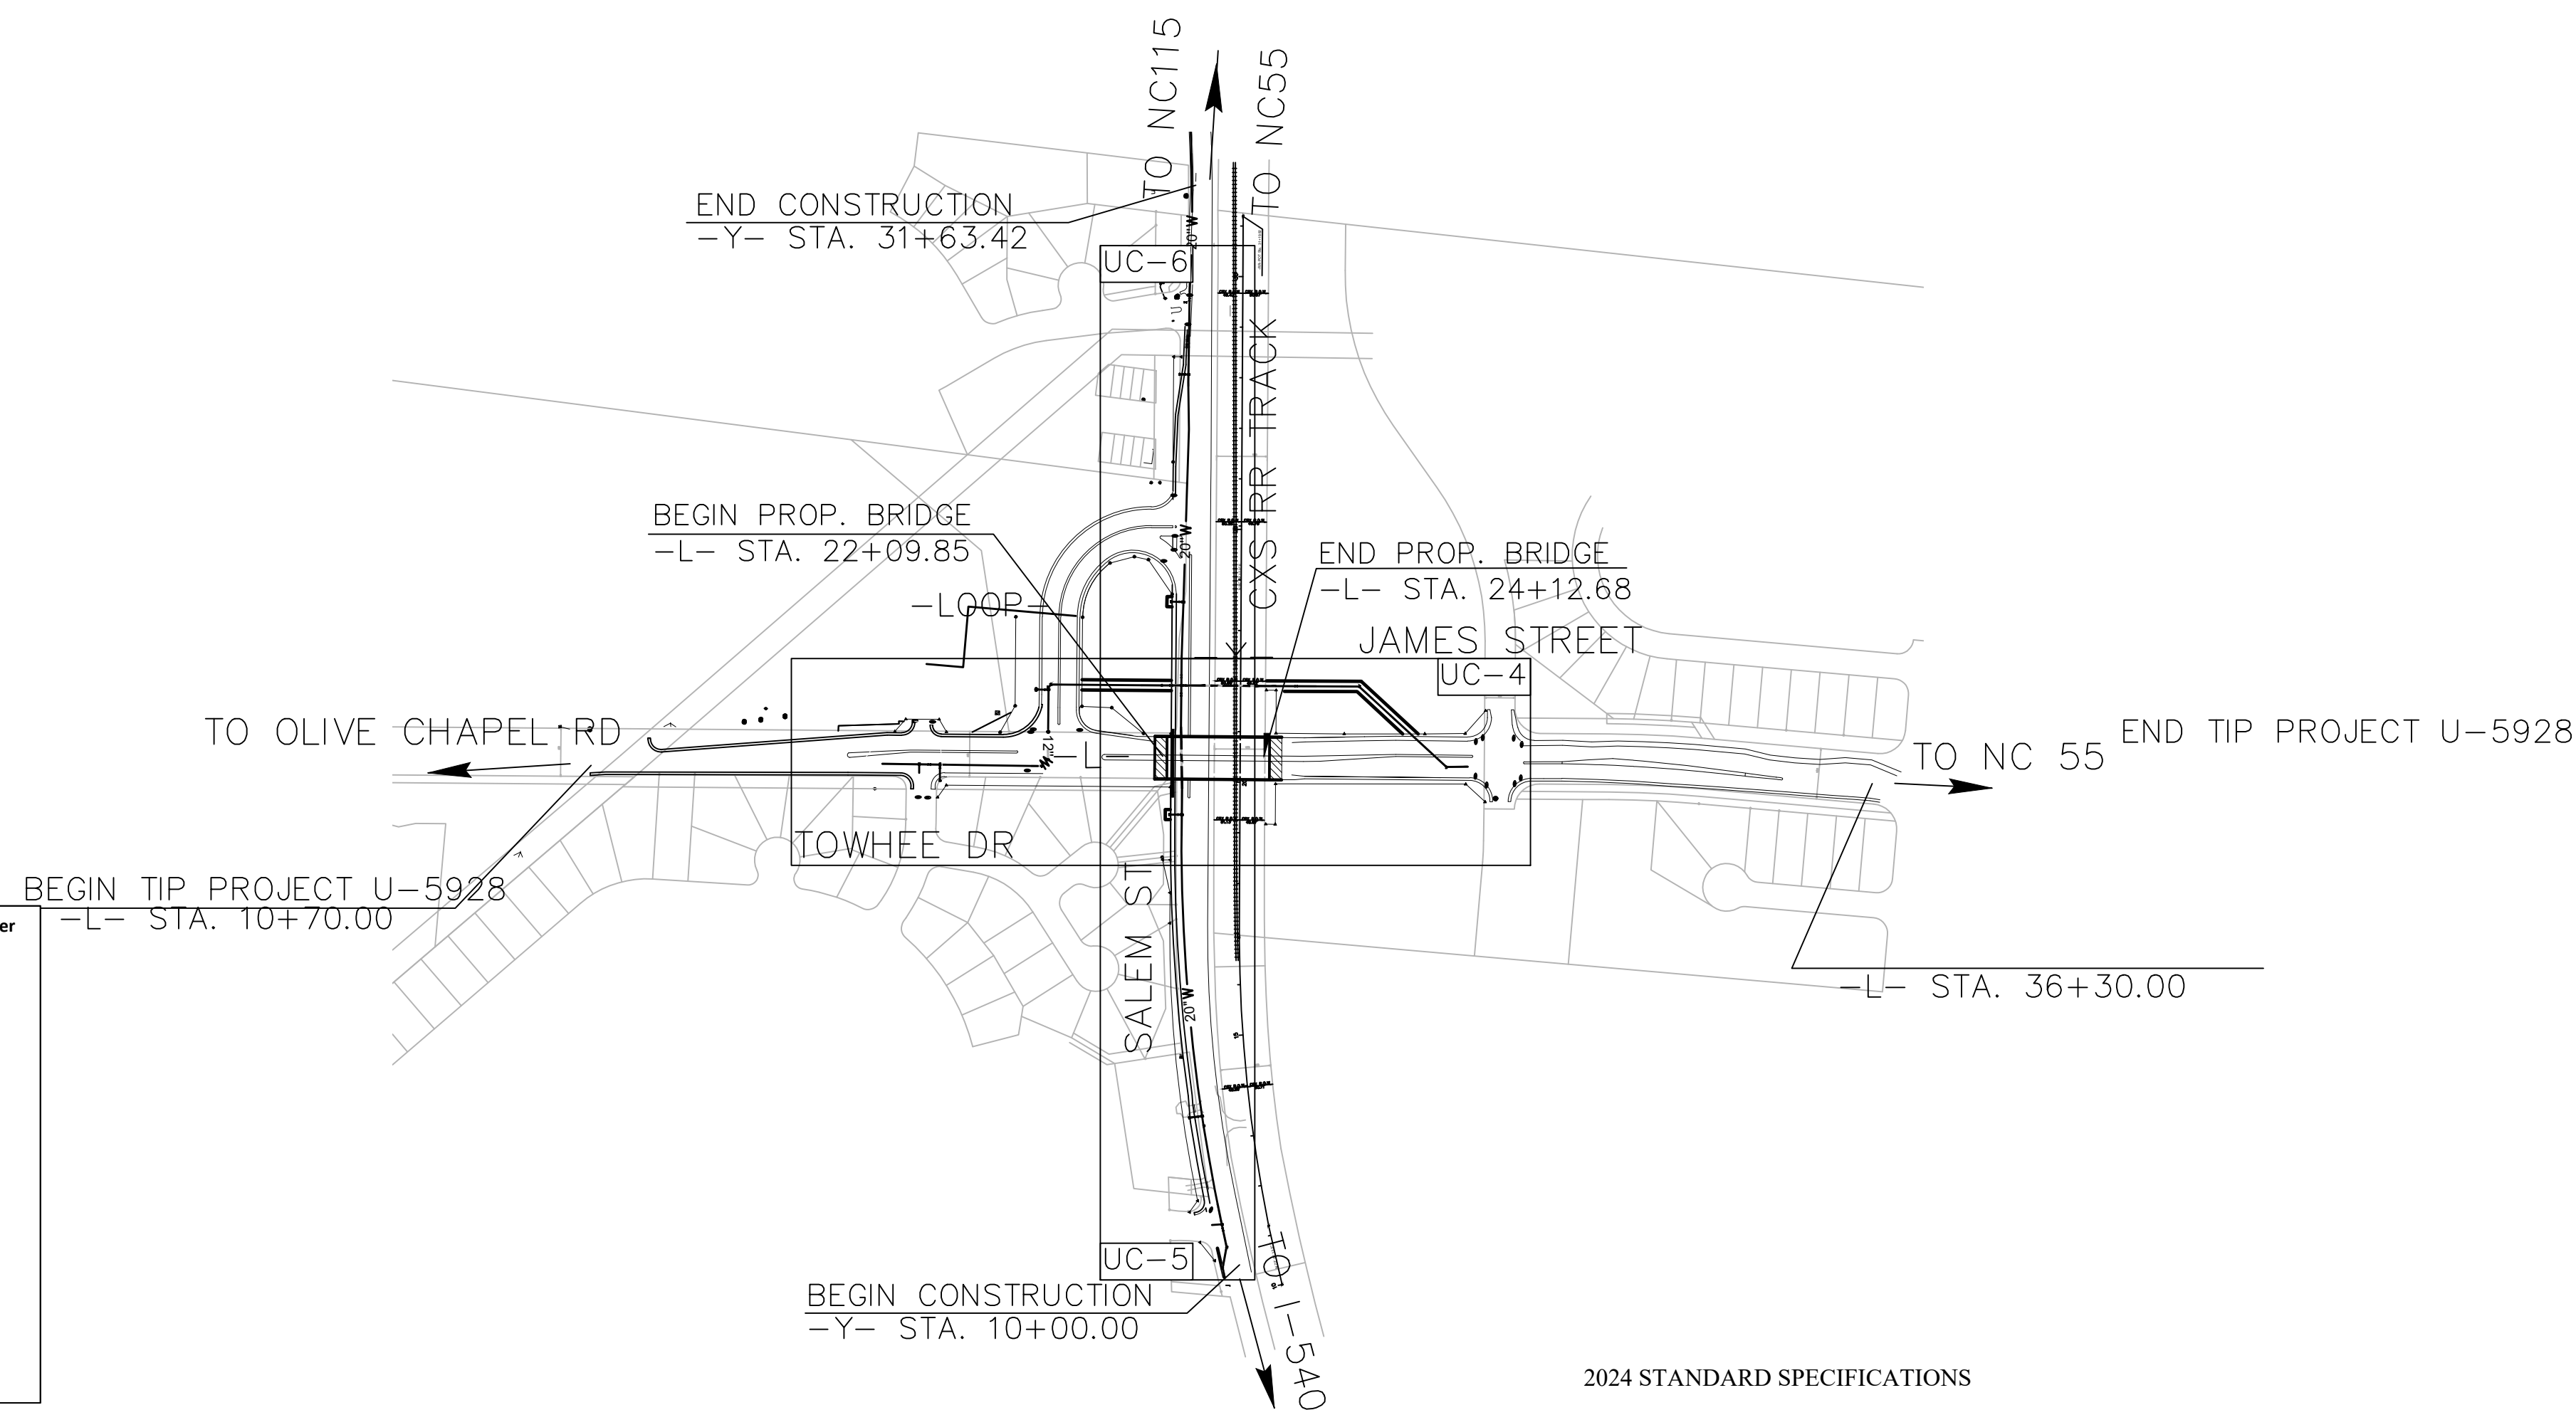 TO NC115
TO NC55
END CONSTRUCTION
-Y- STA. 31+63.42
20"W
UC-6
CXS RR TRACK
BEGIN PROP. BRIDGE
-L- STA. 22+09.85
20"W
END PROP. BRIDGE
-L- STA. 24+12.68
-LOOP-
JAMES STREET
UC-4
TO OLIVE CHAPEL RD
12"W
-L-
TO NC 55
END TIP PROJECT U-5928
TOWHEE DR
BEGIN TIP PROJECT U-5928
-L- STA. 10+70.00
er
SALEM ST
20"W
-L- STA. 36+30.00
UC-5
BEGIN CONSTRUCTION
-Y- STA. 10+00.00
TO I-540
2024 STANDARD SPECIFICATIONS